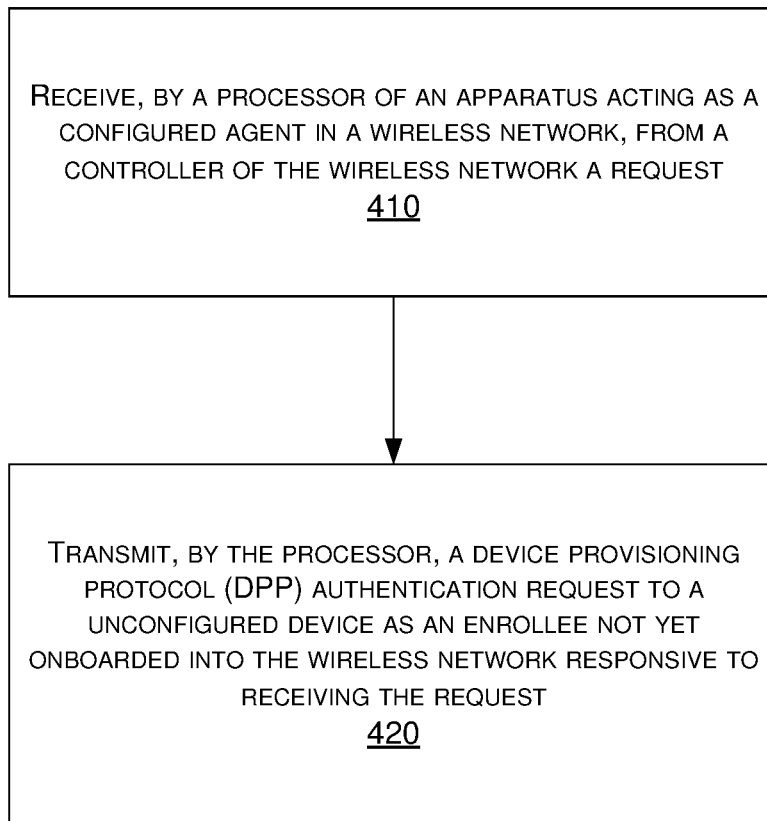 RECEIVE, BY A PROCESSOR OF AN APPARATUS ACTING AS A
CONFIGURED AGENT IN A WIRELESS NETWORK, FROM A
CONTROLLER OF THE WIRELESS NETWORK A REQUEST
410
TRANSMIT, BY THE PROCESSOR, A DEVICE PROVISIONING
PROTOCOL (DPP) AUTHENTICATION REQUEST TO A
UNCONFIGURED DEVICE AS AN ENROLLEE NOT YET
ONBOARDED INTO THE WIRELESS NETWORK RESPONSIVE TO
RECEIVING THE REQUEST
420